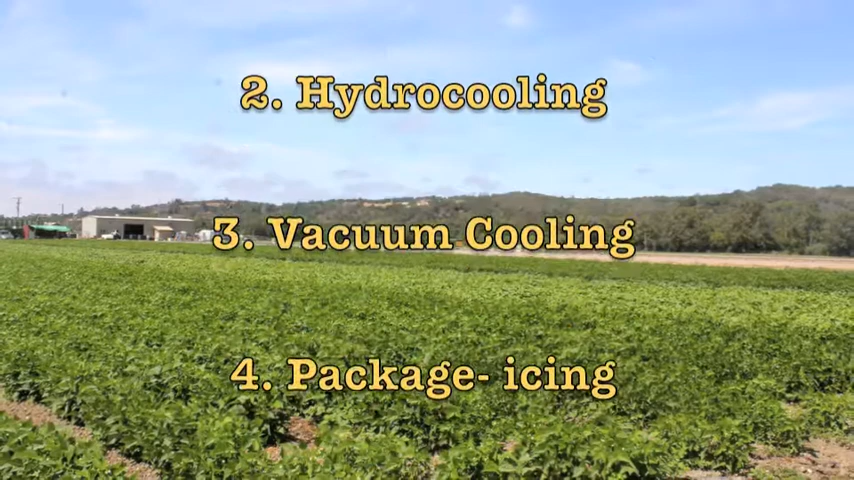 2. Hydrocooling
3. Vacuum Cooling
4. Package- icing